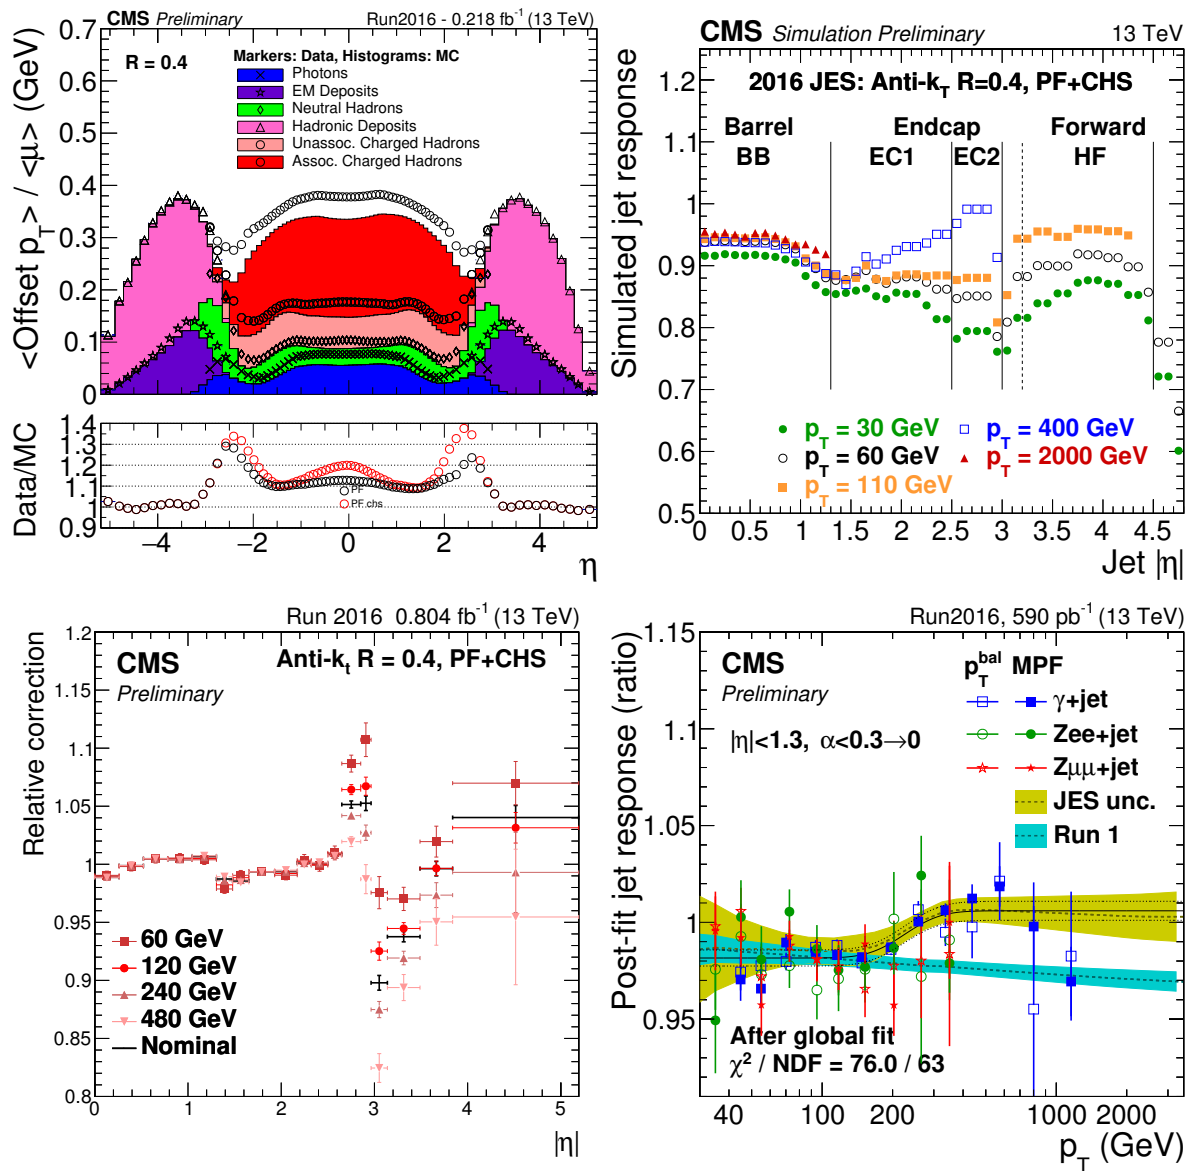 CMS Preliminary
Run2016 - 0.218 fb⁻¹ (13 TeV)
<Offset p_T> / <μ> (GeV)
0.7
0.6
0.5
0.4
0.3
0.2
0.1
0
R = 0.4
Markers: Data, Histograms: MC
Photons
EM Deposits
Neutral Hadrons
Hadronic Deposits
Unassoc. Charged Hadrons
Assoc. Charged Hadrons
Data/MC
1.4
1.3
1.2
1.1
1
0.9
PF
PF chs
−4 −2 0 2 4
η
CMS Simulation Preliminary
13 TeV
Simulated jet response
1.2
1.1
1.0
0.9
0.8
0.7
0.6
0.5
2016 JES: Anti-k_T R=0.4, PF+CHS
Barrel Endcap Forward
BB EC1 EC2 HF
p_T = 30 GeV
p_T = 60 GeV
p_T = 110 GeV
p_T = 400 GeV
p_T = 2000 GeV
0 0.5 1 1.5 2 2.5 3 3.5 4 4.5
Jet |η|
Run 2016 0.804 fb⁻¹ (13 TeV)
Relative correction
1.2
1.15
1.1
1.05
1
0.95
0.9
0.85
0.8
CMS
Preliminary
Anti-k_t R = 0.4, PF+CHS
60 GeV
120 GeV
240 GeV
480 GeV
Nominal
0 1 2 3 4 5
|η|
Run2016, 590 pb⁻¹ (13 TeV)
Post-fit jet response (ratio)
1.15
1.1
1.05
1
0.95
CMS
Preliminary
|η|<1.3, α<0.3→0
p_T^bal MPF
γ+jet
Zee+jet
Zμμ+jet
JES unc.
Run 1
After global fit
χ² / NDF = 76.0 / 63
40 100 200 1000 2000
p_T (GeV)